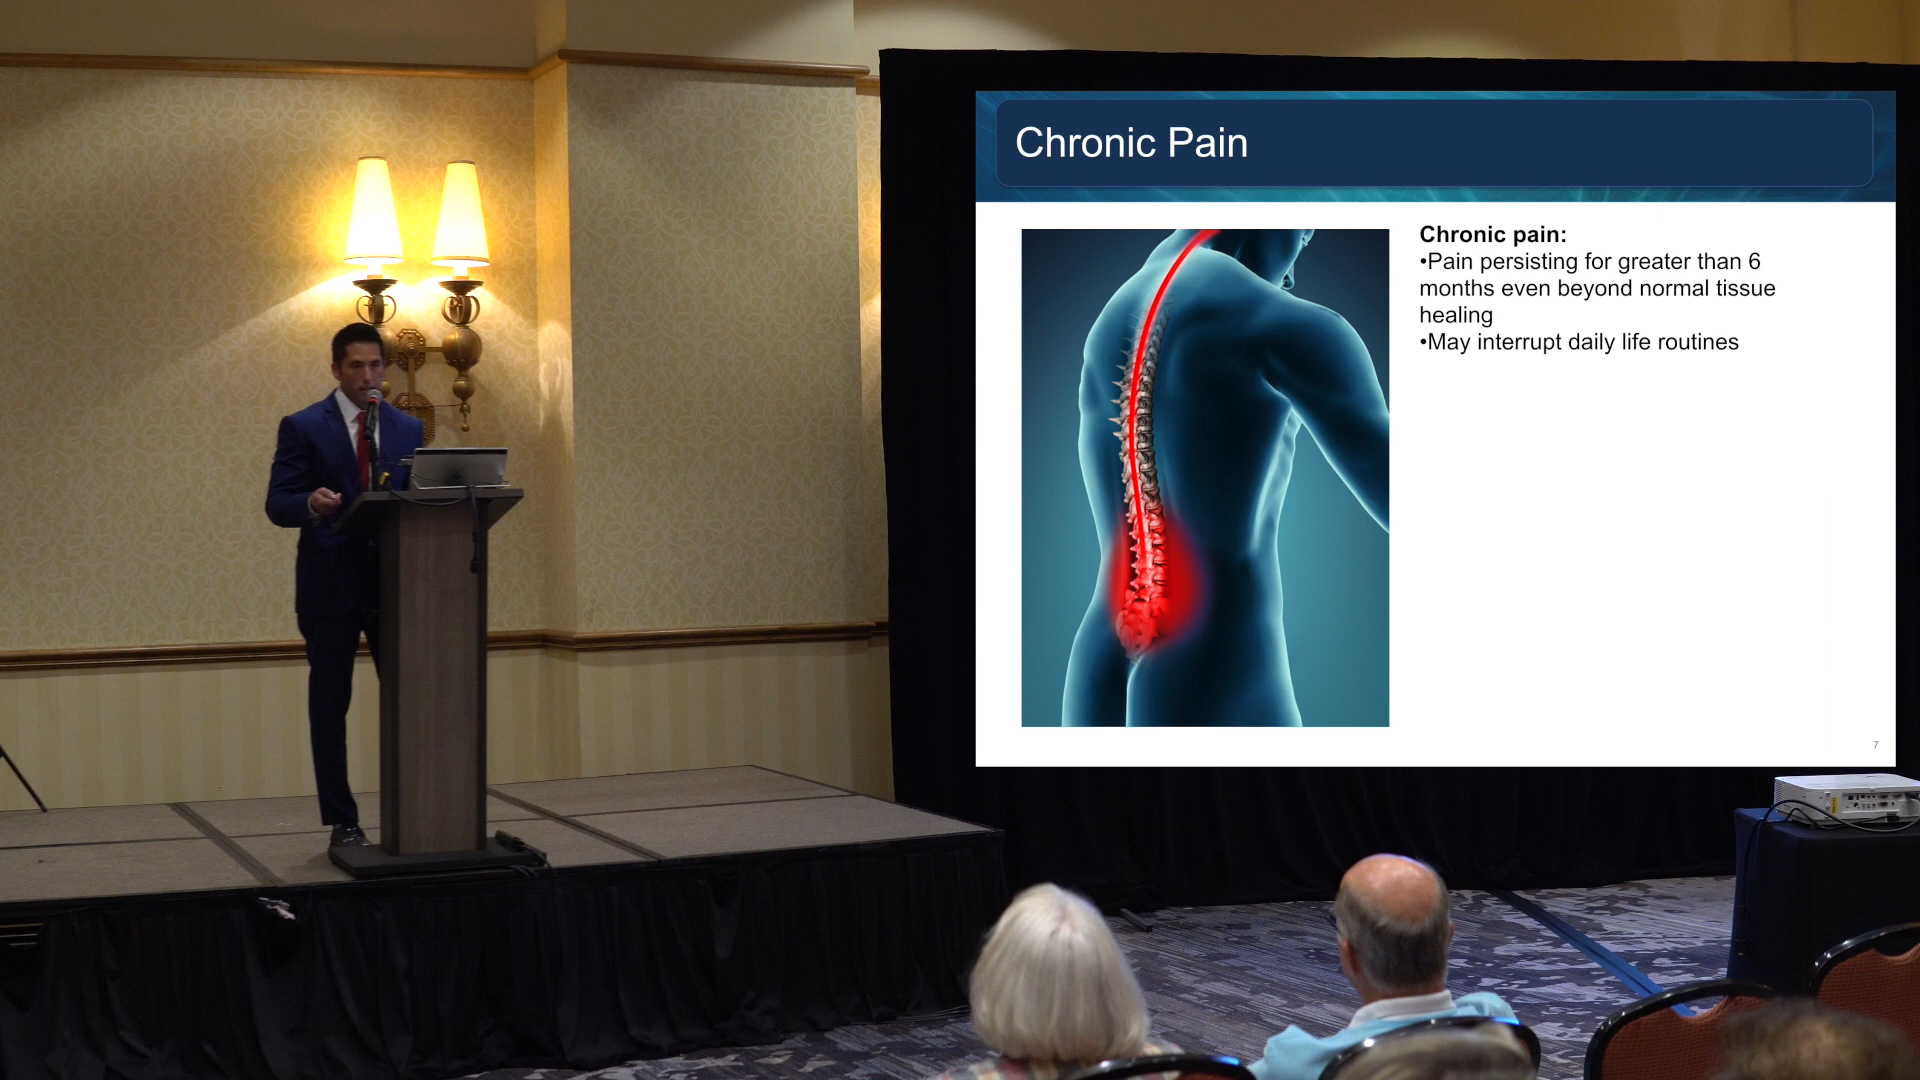 Chronic Pain
Chronic pain:
•Pain persisting for greater than 6
months even beyond normal tissue
healing
•May interrupt daily life routines
7